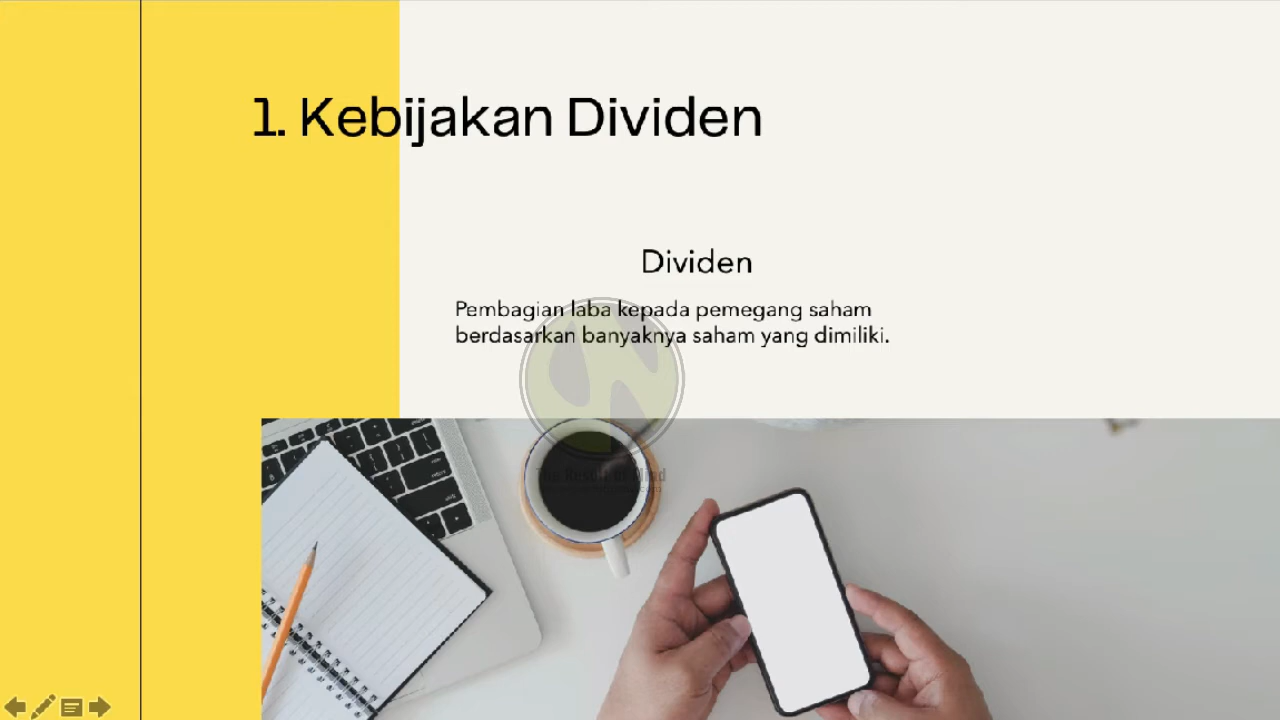 1. Kebijakan Dividen
Dividen
Pembagian laba kepada pemegang saham
berdasarkan banyaknya saham yang dimiliki.